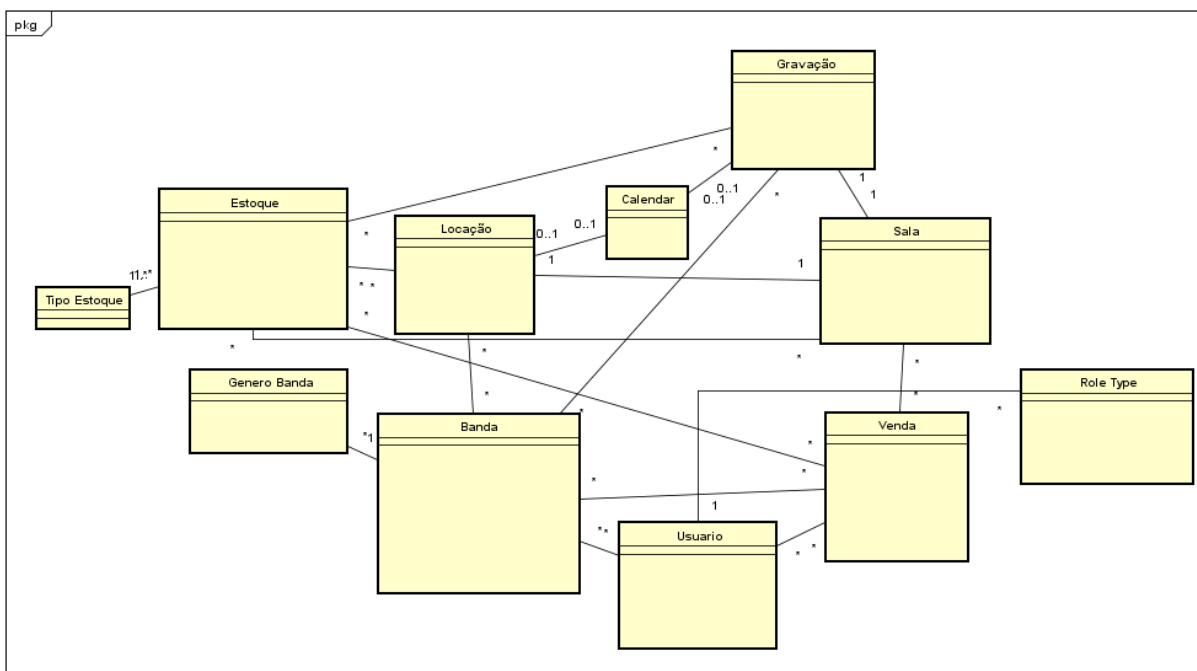 pkg
Gravação
*
1
1
Calendar
0..1
0..1
*
Estoque
*
Locação
0..1
0..1
1
1
Sala
Tipo Estoque
* *
*
*
*
*
*
Genero Banda
*
*
Role Type
*
1
Banda
*
Venda
*
*
*
*
1
Usuario
**
*
*